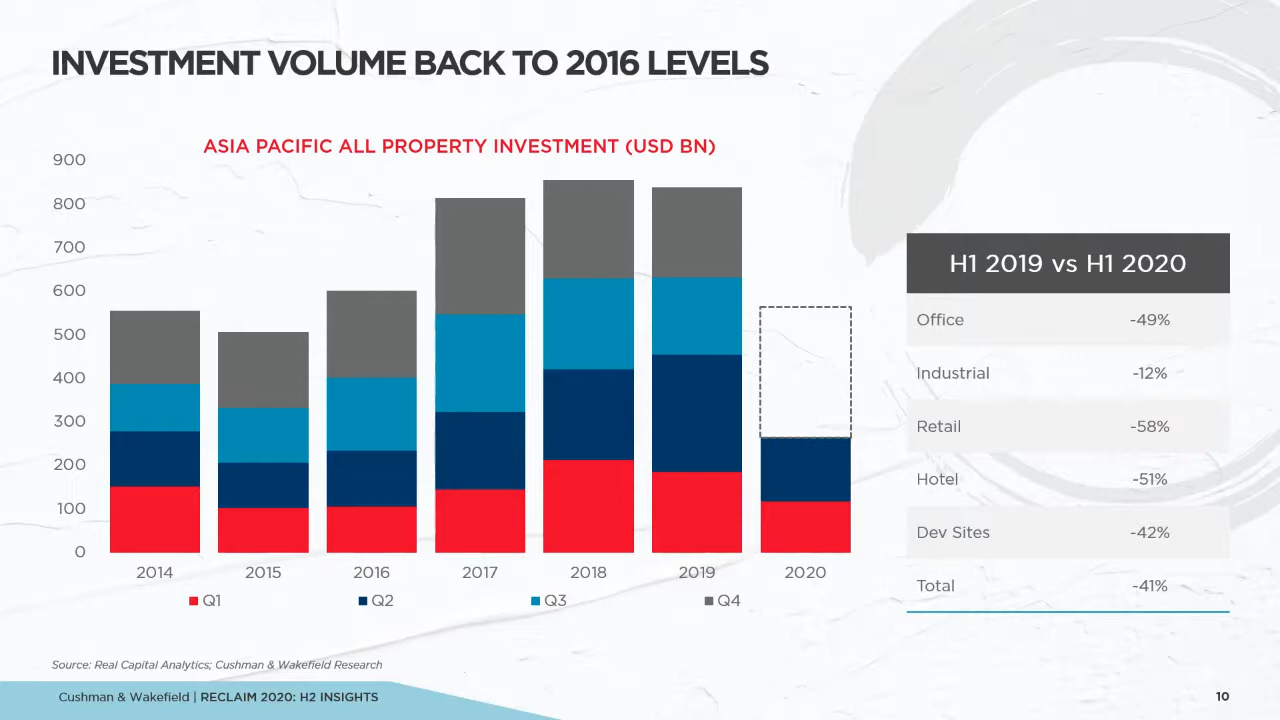 INVESTMENT VOLUME BACK TO 2016 LEVELS
ASIA PACIFIC ALL PROPERTY INVESTMENT (USD BN)
900
800
700
600
500
400
300
200
100
0
2014 2015 2016 2017 2018 2019 2020
Q1 Q2 Q3 Q4
H1 2019 vs H1 2020
Office -49%
Industrial -12%
Retail -58%
Hotel -51%
Dev Sites -42%
Total -41%
Source: Real Capital Analytics; Cushman & Wakefield Research
Cushman & Wakefield | RECLAIM 2020: H2 INSIGHTS
10